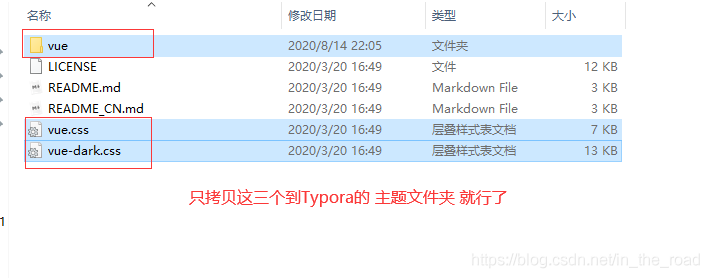 名称 修改日期 类型 大小
vue 2020/8/14 22:05 文件夹
LICENSE 2020/3/20 16:49 文件 12 KB
README.md 2020/3/20 16:49 Markdown File 3 KB
README_CN.md 2020/3/20 16:49 Markdown File 3 KB
vue.css 2020/3/20 16:49 层叠样式表文档 7 KB
vue-dark.css 2020/3/20 16:49 层叠样式表文档 13 KB
只拷贝这三个到Typora的 主题文件夹 就行了
1
https://blog.csdn.net/in_the_road